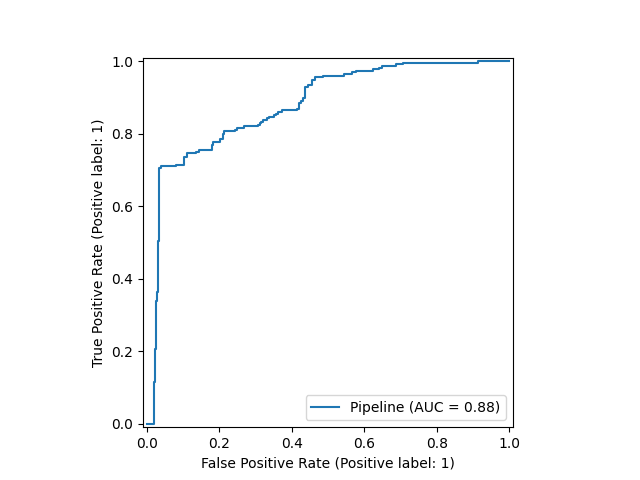 1.0
0.8
0.6
0.4
0.2
0.0
True Positive Rate (Positive label: 1)
Pipeline (AUC = 0.88)
0.0 0.2 0.4 0.6 0.8 1.0
False Positive Rate (Positive label: 1)